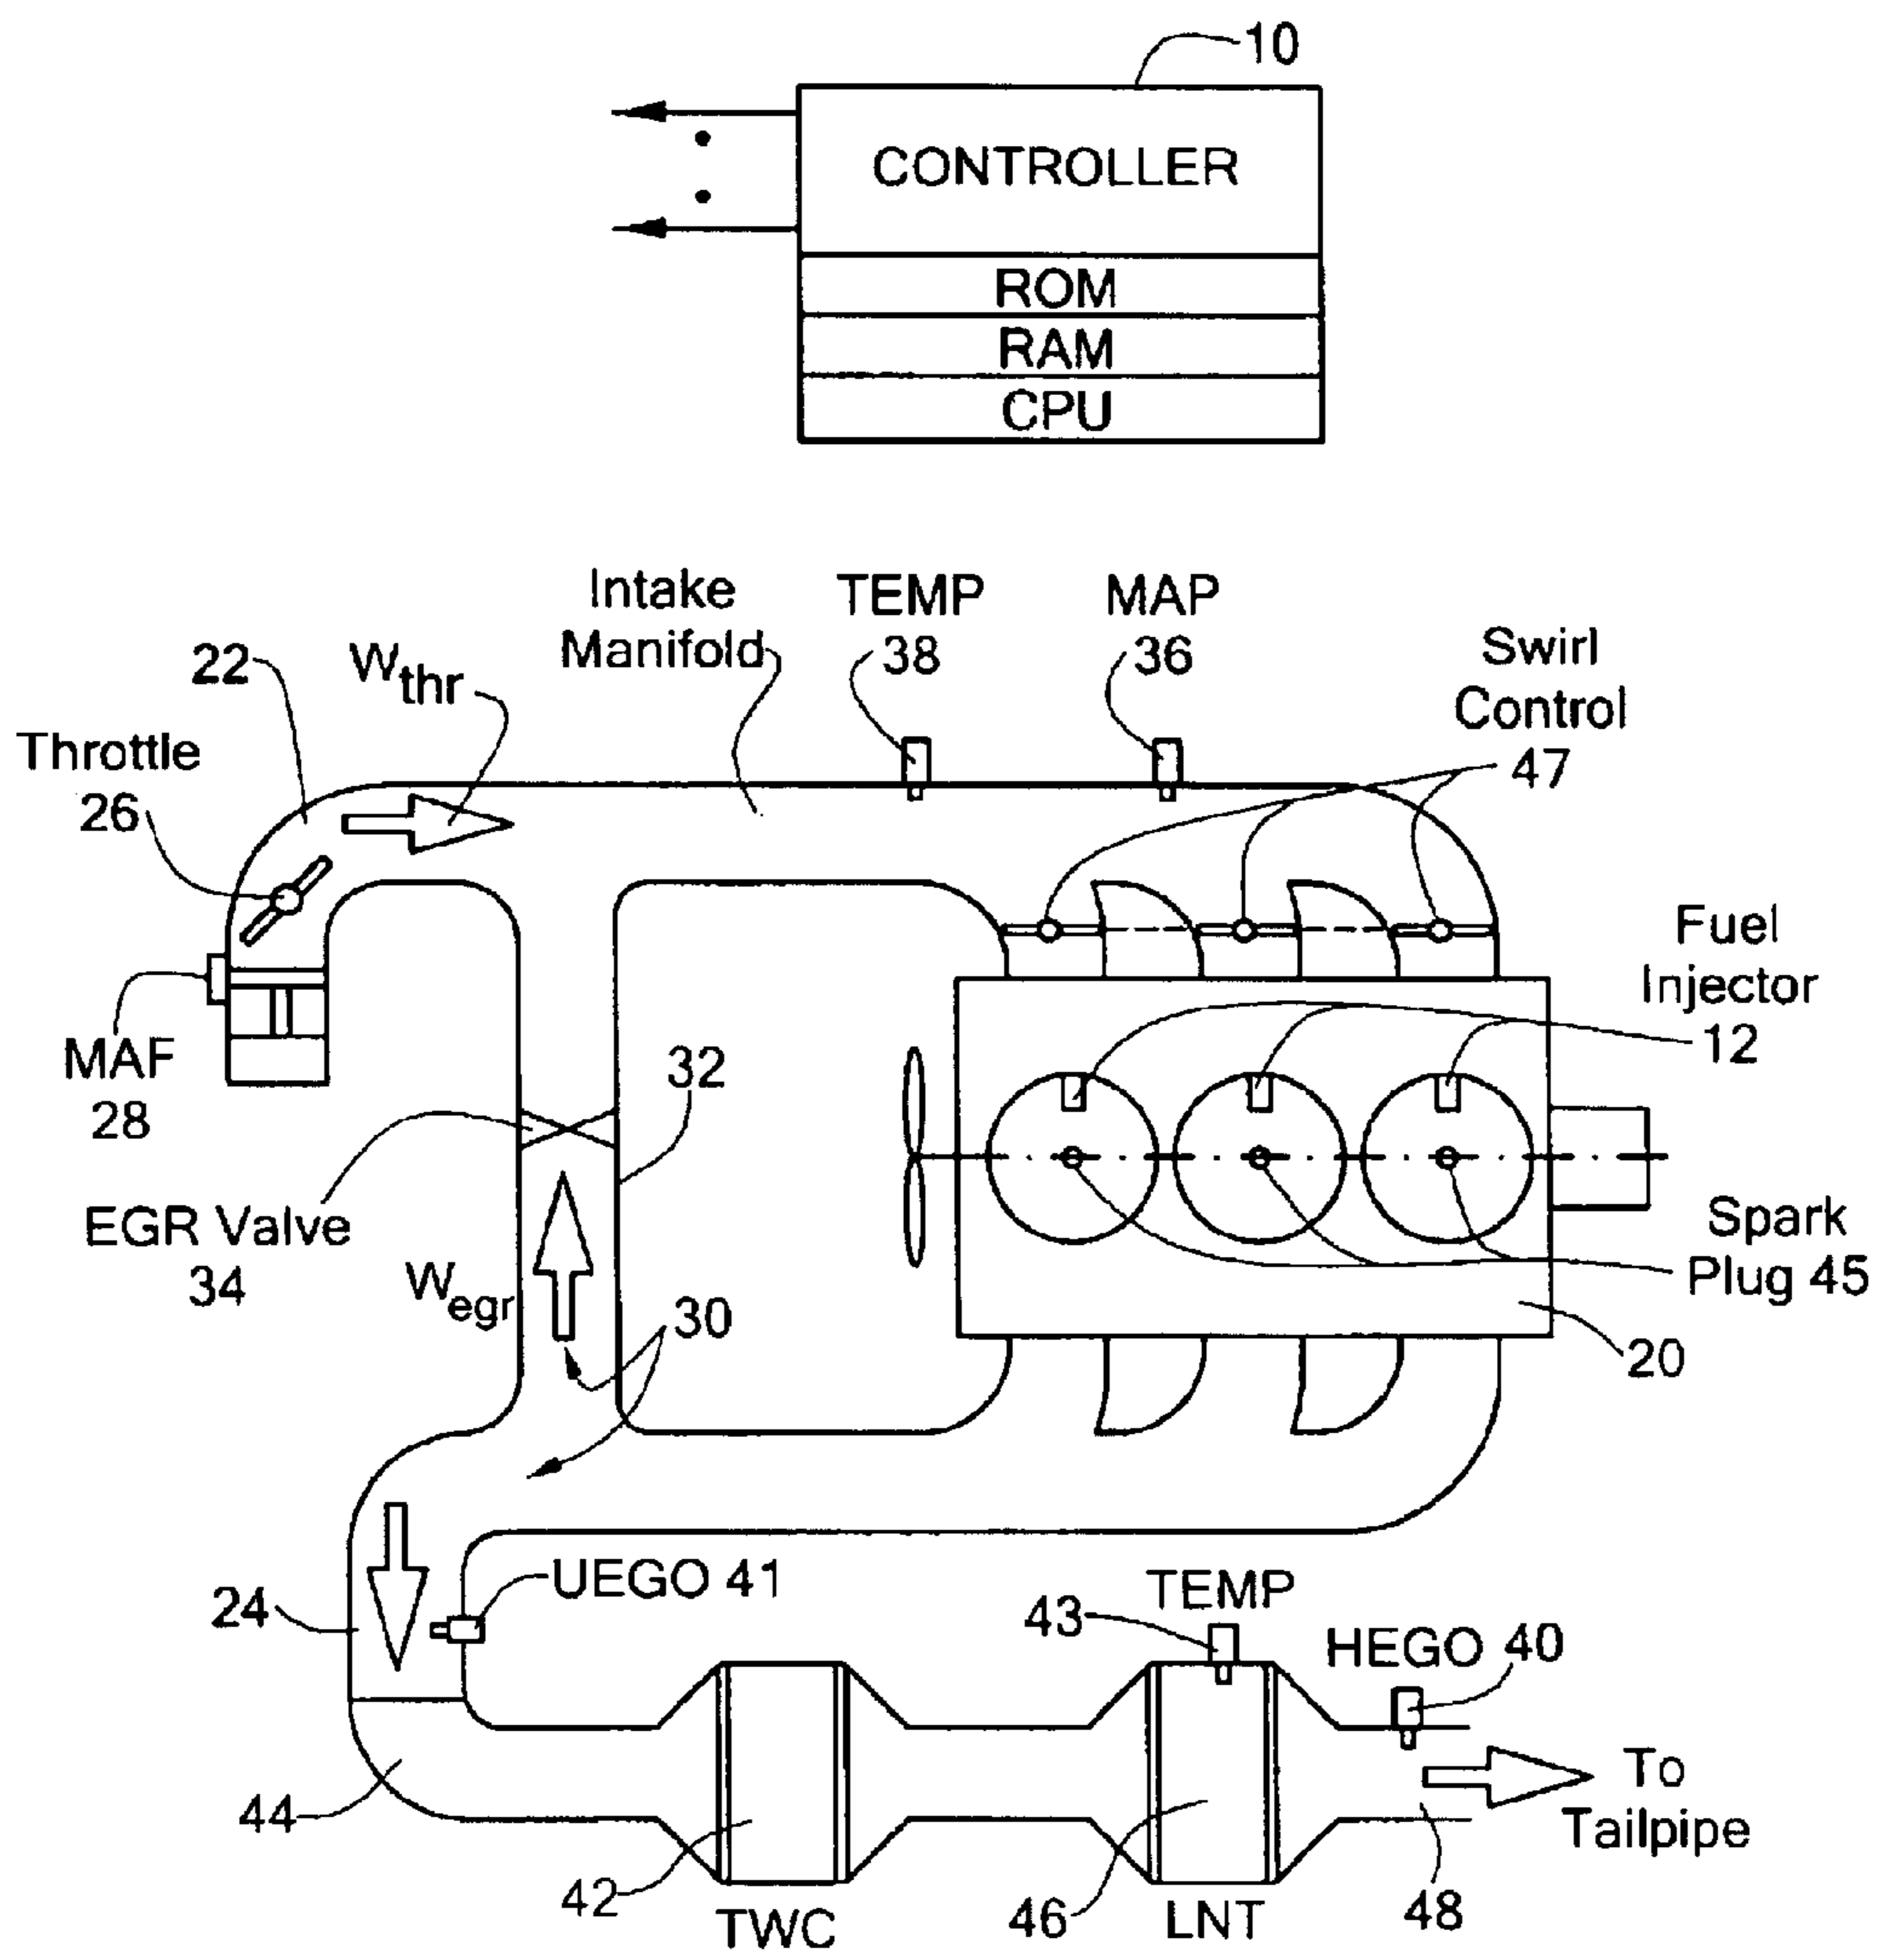 10
CONTROLLER
ROM
RAM
CPU
Intake
Manifold
TEMP
38
MAP
36
Swirl
Control
47
22
Wthr
Throttle
26
MAF
28
32
Fuel
Injector
12
EGR Valve
34
Wegr
30
Spark
Plug 45
20
UEGO 41
24
TEMP
43
HEGO 40
44
To
Tailpipe
42
TWC
46
LNT
48